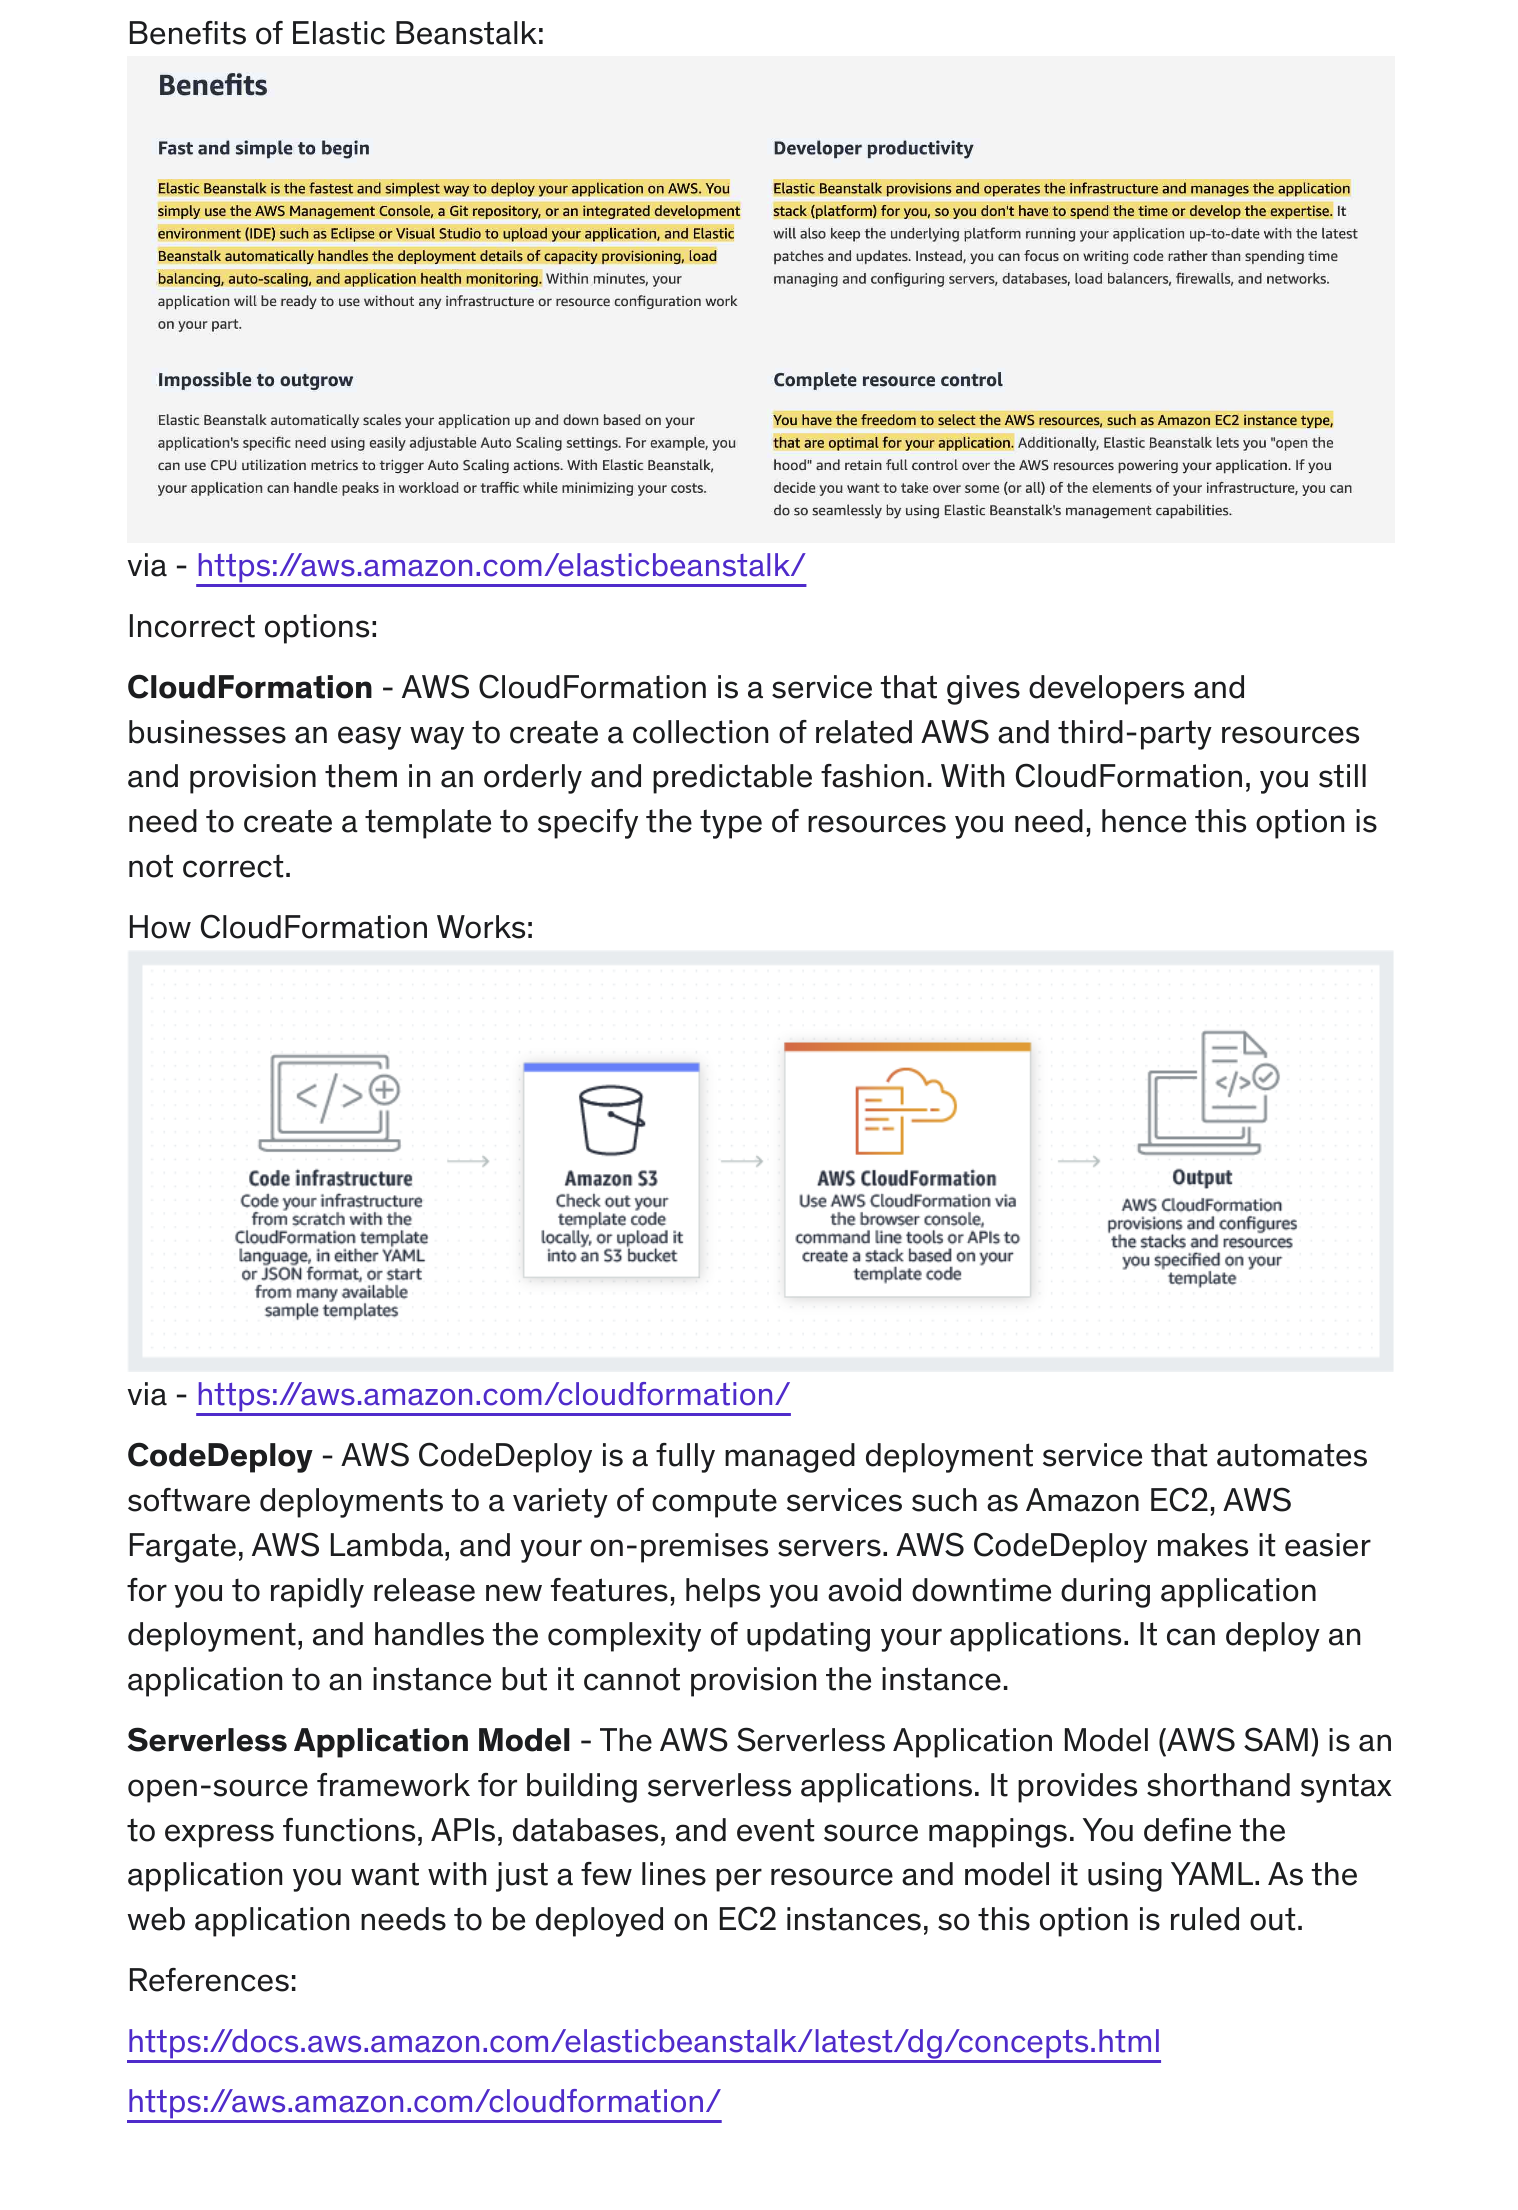 Benefits of Elastic Beanstalk:
Benefits
Fast and simple to begin
Elastic Beanstalk is the fastest and simplest way to deploy your application on AWS. You
simply use the AWS Management Console, a Git repository, or an integrated development
environment (IDE) such as Eclipse or Visual Studio to upload your application, and Elastic
Beanstalk automatically handles the deployment details of capacity provisioning, load
balancing, auto-scaling, and application health monitoring. Within minutes, your
application will be ready to use without any infrastructure or resource configuration work
on your part.
Developer productivity
Elastic Beanstalk provisions and operates the infrastructure and manages the application
stack (platform) for you, so you don't have to spend the time or develop the expertise. It
will also keep the underlying platform running your application up-to-date with the latest
patches and updates. Instead, you can focus on writing code rather than spending time
managing and configuring servers, databases, load balancers, firewalls, and networks.
Impossible to outgrow
Elastic Beanstalk automatically scales your application up and down based on your
application's specific need using easily adjustable Auto Scaling settings. For example, you
can use CPU utilization metrics to trigger Auto Scaling actions. With Elastic Beanstalk,
your application can handle peaks in workload or traffic while minimizing your costs.
Complete resource control
You have the freedom to select the AWS resources, such as Amazon EC2 instance type,
that are optimal for your application. Additionally, Elastic Beanstalk lets you "open the
hood" and retain full control over the AWS resources powering your application. If you
decide you want to take over some (or all) of the elements of your infrastructure, you can
do so seamlessly by using Elastic Beanstalk's management capabilities.
via - https://aws.amazon.com/elasticbeanstalk/
Incorrect options:
CloudFormation - AWS CloudFormation is a service that gives developers and
businesses an easy way to create a collection of related AWS and third-party resources
and provision them in an orderly and predictable fashion. With CloudFormation, you still
need to create a template to specify the type of resources you need, hence this option is
not correct.
How CloudFormation Works:
</>
Code infrastructure
Code your infrastructure
from scratch with the
CloudFormation template
language, in either YAML
or JSON format, or start
from many available
sample templates
Amazon S3
Check out your
template code
locally, or upload it
into an S3 bucket
AWS CloudFormation
Use AWS CloudFormation via
the browser console,
command line tools or APIs to
create a stack based on your
template code
</>
Output
AWS CloudFormation
provisions and configures
the stacks and resources
you specified on your
template
via - https://aws.amazon.com/cloudformation/
CodeDeploy - AWS CodeDeploy is a fully managed deployment service that automates
software deployments to a variety of compute services such as Amazon EC2, AWS
Fargate, AWS Lambda, and your on-premises servers. AWS CodeDeploy makes it easier
for you to rapidly release new features, helps you avoid downtime during application
deployment, and handles the complexity of updating your applications. It can deploy an
application to an instance but it cannot provision the instance.
Serverless Application Model - The AWS Serverless Application Model (AWS SAM) is an
open-source framework for building serverless applications. It provides shorthand syntax
to express functions, APIs, databases, and event source mappings. You define the
application you want with just a few lines per resource and model it using YAML. As the
web application needs to be deployed on EC2 instances, so this option is ruled out.
References:
https://docs.aws.amazon.com/elasticbeanstalk/latest/dg/concepts.html
https://aws.amazon.com/cloudformation/